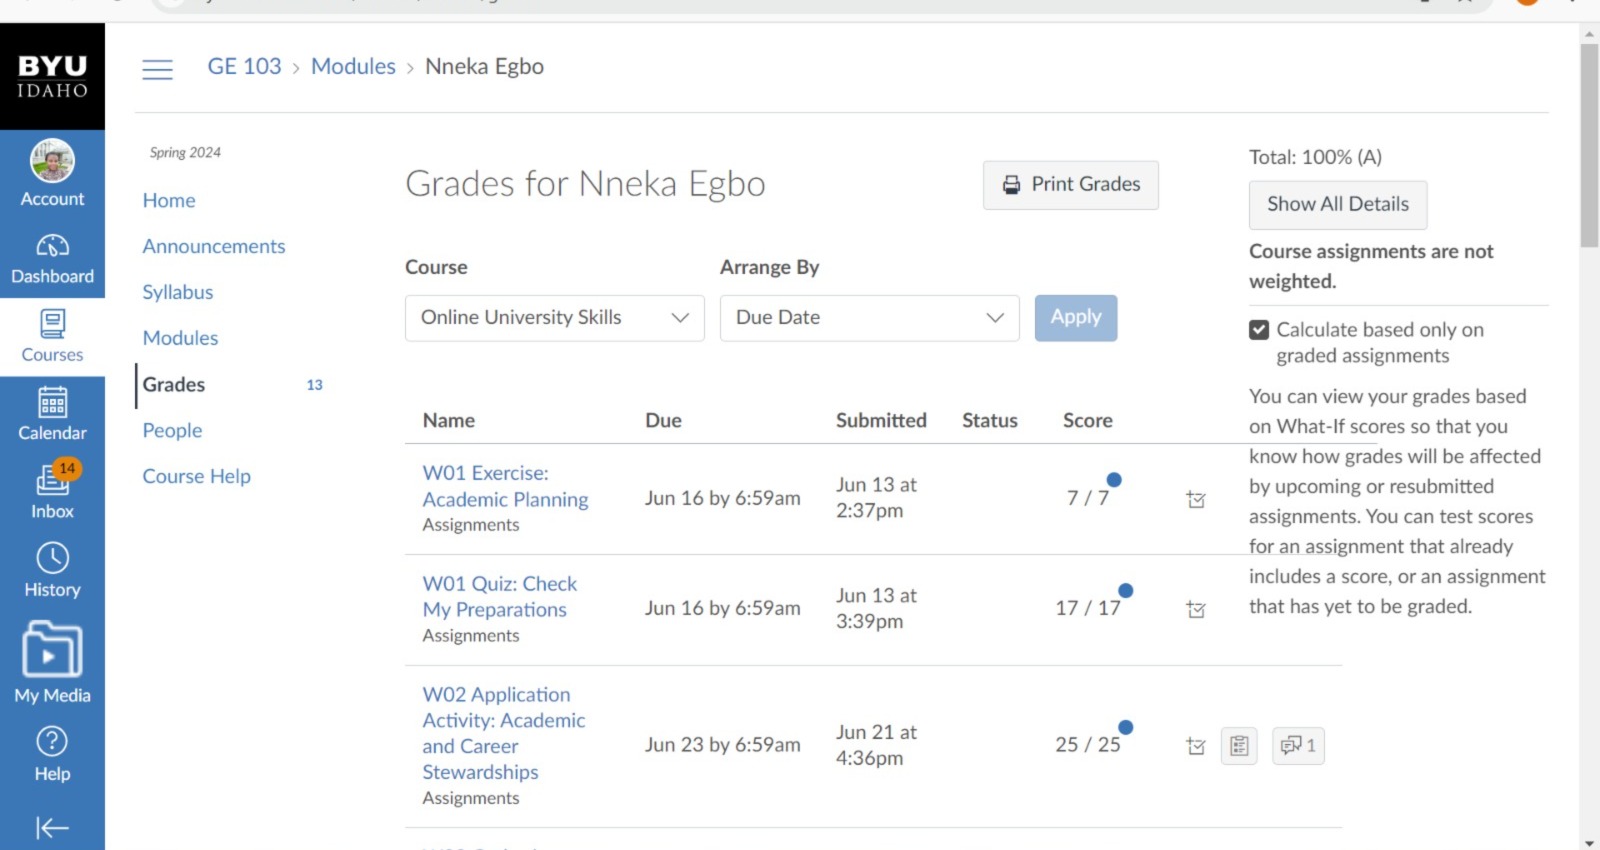 BYU
IDAHO
Account
Dashboard
Courses
Calendar
14
Inbox
History
My Media
Help
GE 103 › Modules › Nneka Egbo
Spring 2024
Home
Announcements
Syllabus
Modules
Grades 13
People
Course Help
Grades for Nneka Egbo
Print Grades
Course
Arrange By
Online University Skills
Due Date
Apply
Name Due Submitted Status Score
W01 Exercise:
Academic Planning
Assignments
Jun 16 by 6:59am
Jun 13 at
2:37pm
7 / 7
W01 Quiz: Check
My Preparations
Assignments
Jun 16 by 6:59am
Jun 13 at
3:39pm
17 / 17
W02 Application
Activity: Academic
and Career
Stewardships
Assignments
Jun 23 by 6:59am
Jun 21 at
4:36pm
25 / 25
1
Total: 100% (A)
Show All Details
Course assignments are not
weighted.
Calculate based only on
graded assignments
You can view your grades based
on What-If scores so that you
know how grades will be affected
by upcoming or resubmitted
assignments. You can test scores
for an assignment that already
includes a score, or an assignment
that has yet to be graded.